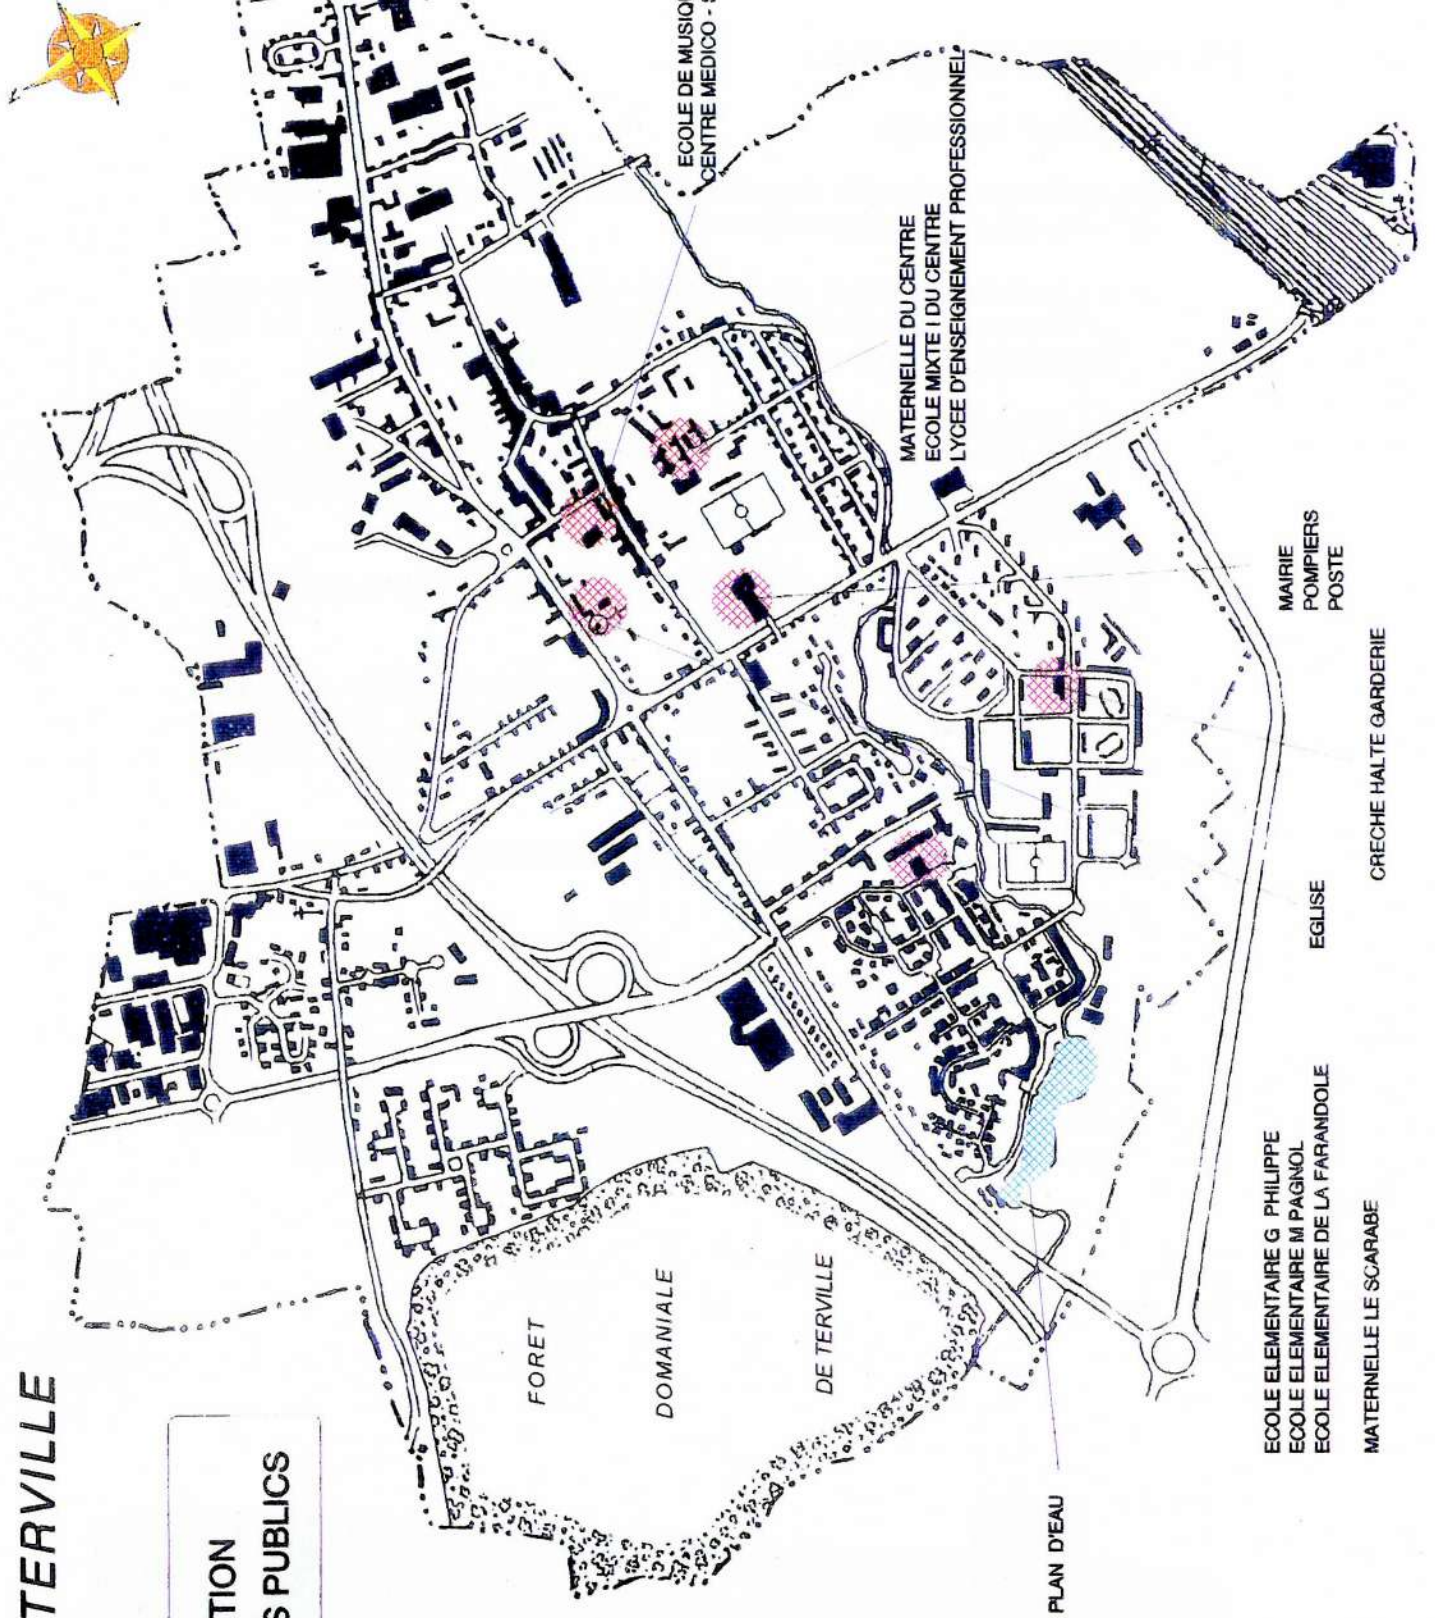 TERVILLE
TION
S PUBLICS
ECOLE DE MUSIQU
CENTRE MEDICO - S
MATERNELLE DU CENTRE
ECOLE MIXTE I DU CENTRE
LYCEE D'ENSEIGNEMENT PROFESSIONNEL
MAIRIE
POMPIERS
POSTE
CRECHE HALTE GARDERIE
EGLISE
FORET
DOMANIALE
DE TERVILLE
ECOLE ELEMENTAIRE G PHILIPPE
ECOLE ELEMENTAIRE M PAGNOL
ECOLE ELEMENTAIRE DE LA FARANDOLE
MATERNELLE LE SCARABE
PLAN D'EAU